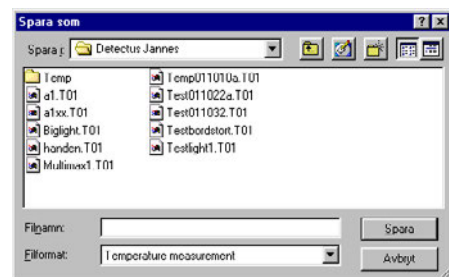 Spara som
Spara i: Detectus Jannes
Temp
a1.T01
a1xx.T01
Biglight.T01
handen.T01
Multimax1.T01
Temp011010a.T01
Test011022a.T01
Test011032.T01
Testbordstort.T01
Testlight1.T01
Filnamn:
Spara
Filformat: Temperature measurement
Avbryt